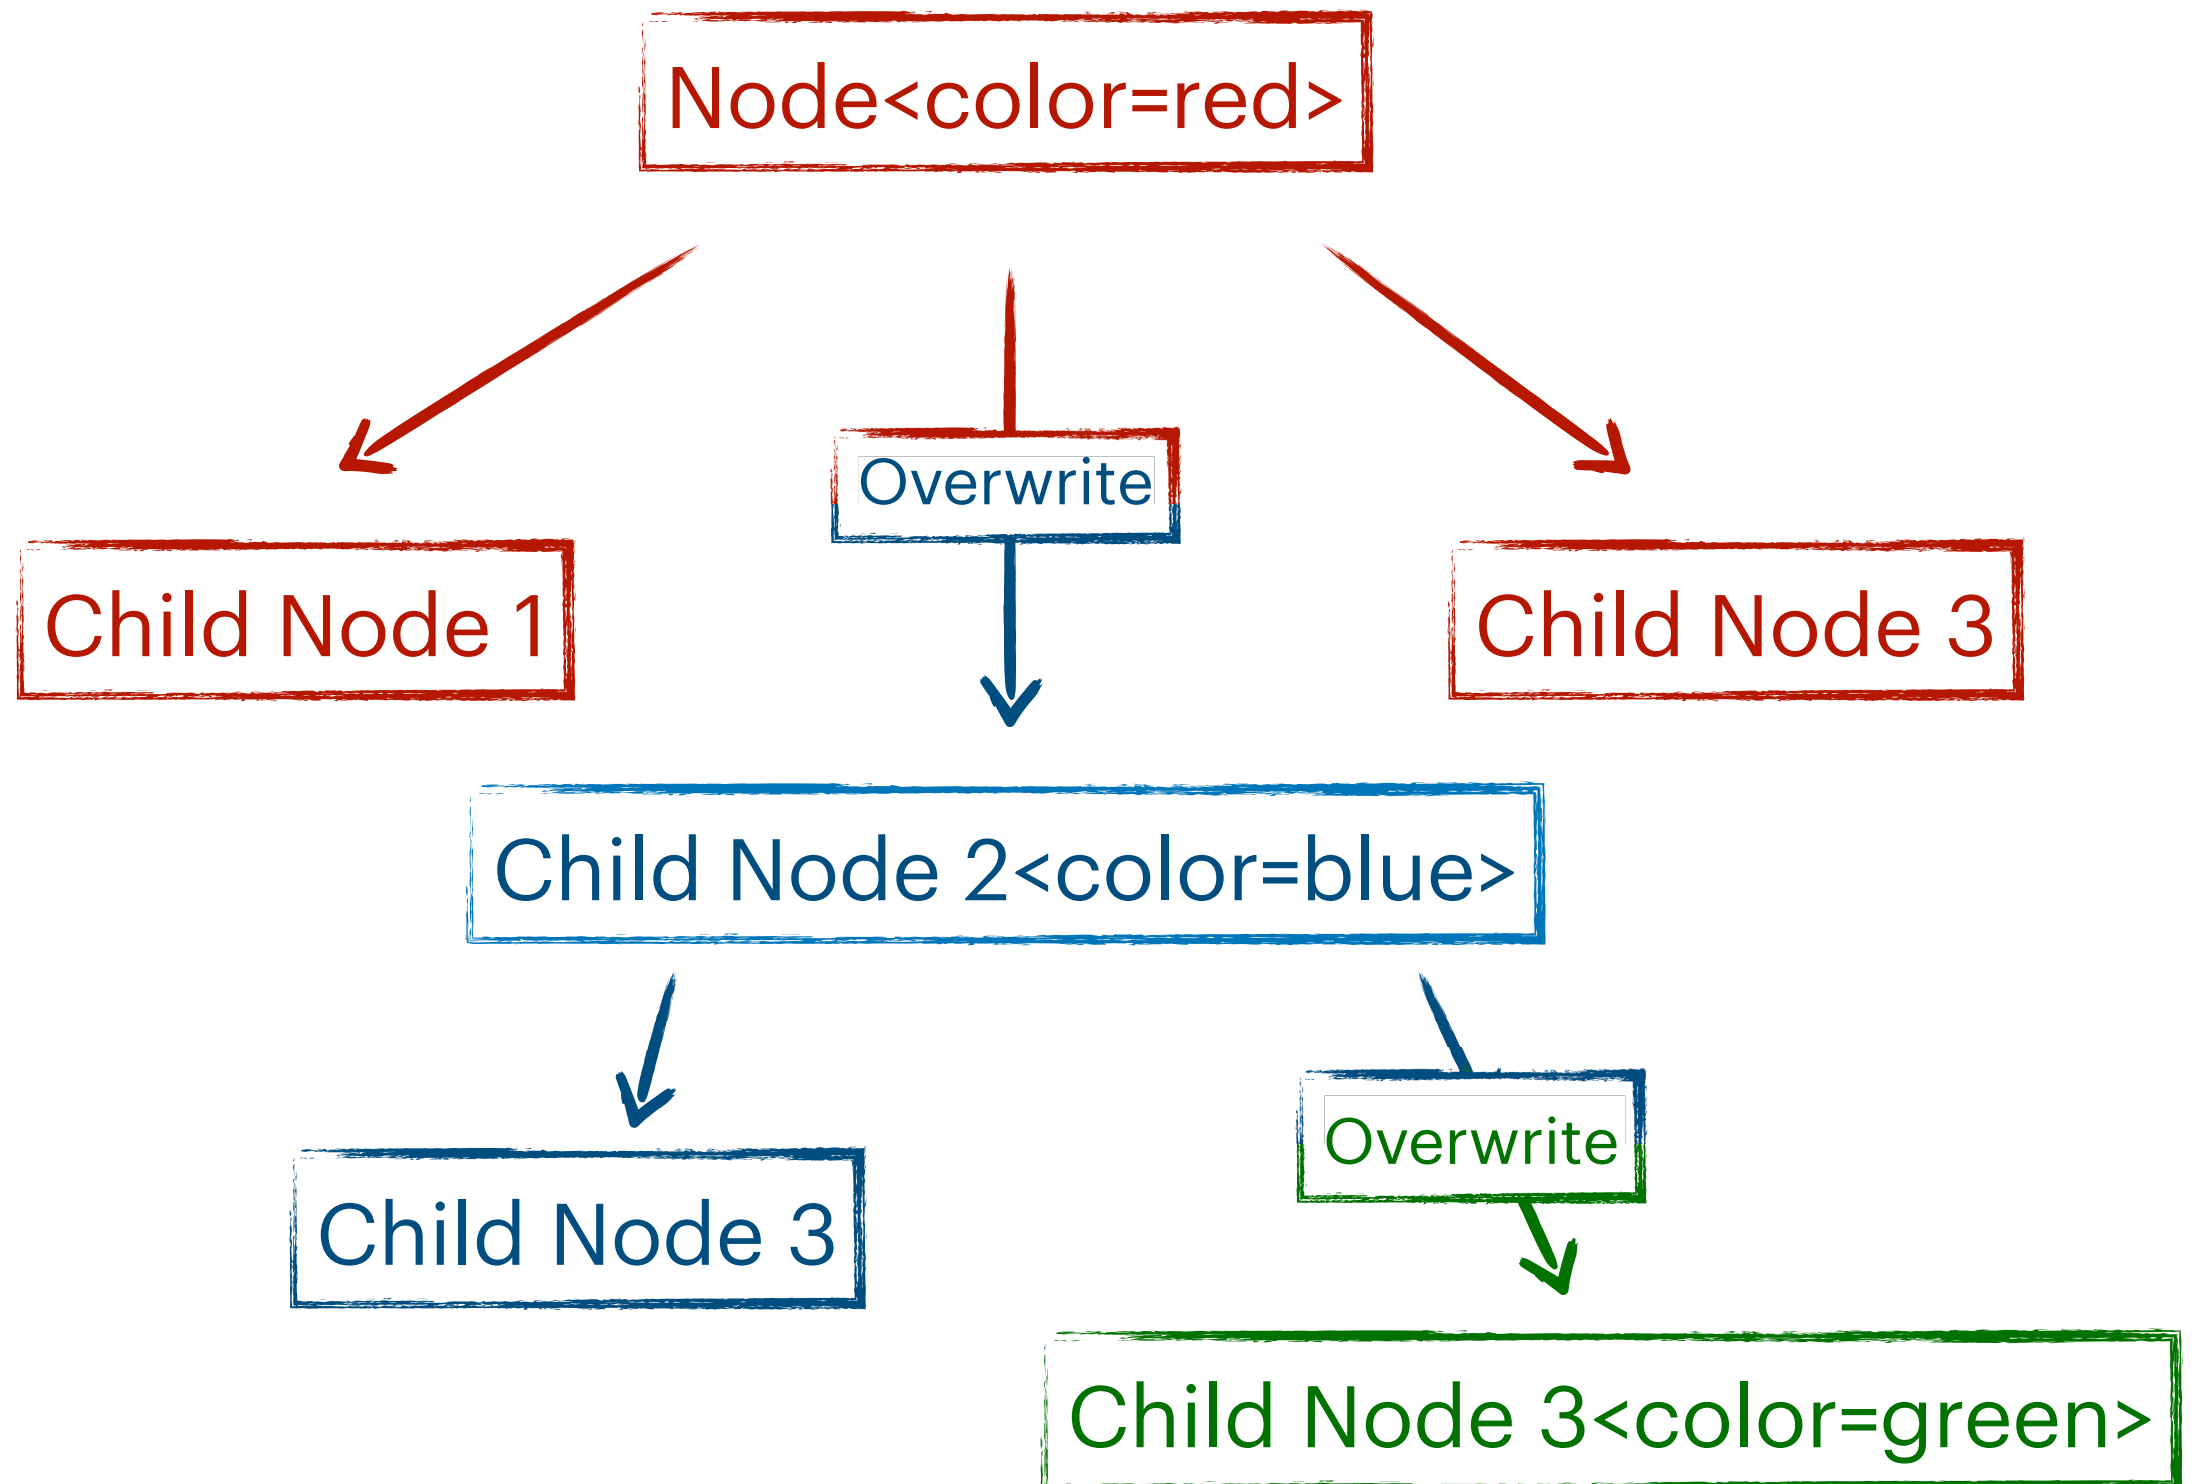 Node<color=red>
Overwrite
Child Node 1
Child Node 3
Child Node 2<color=blue>
Overwrite
Child Node 3
Child Node 3<color=green>